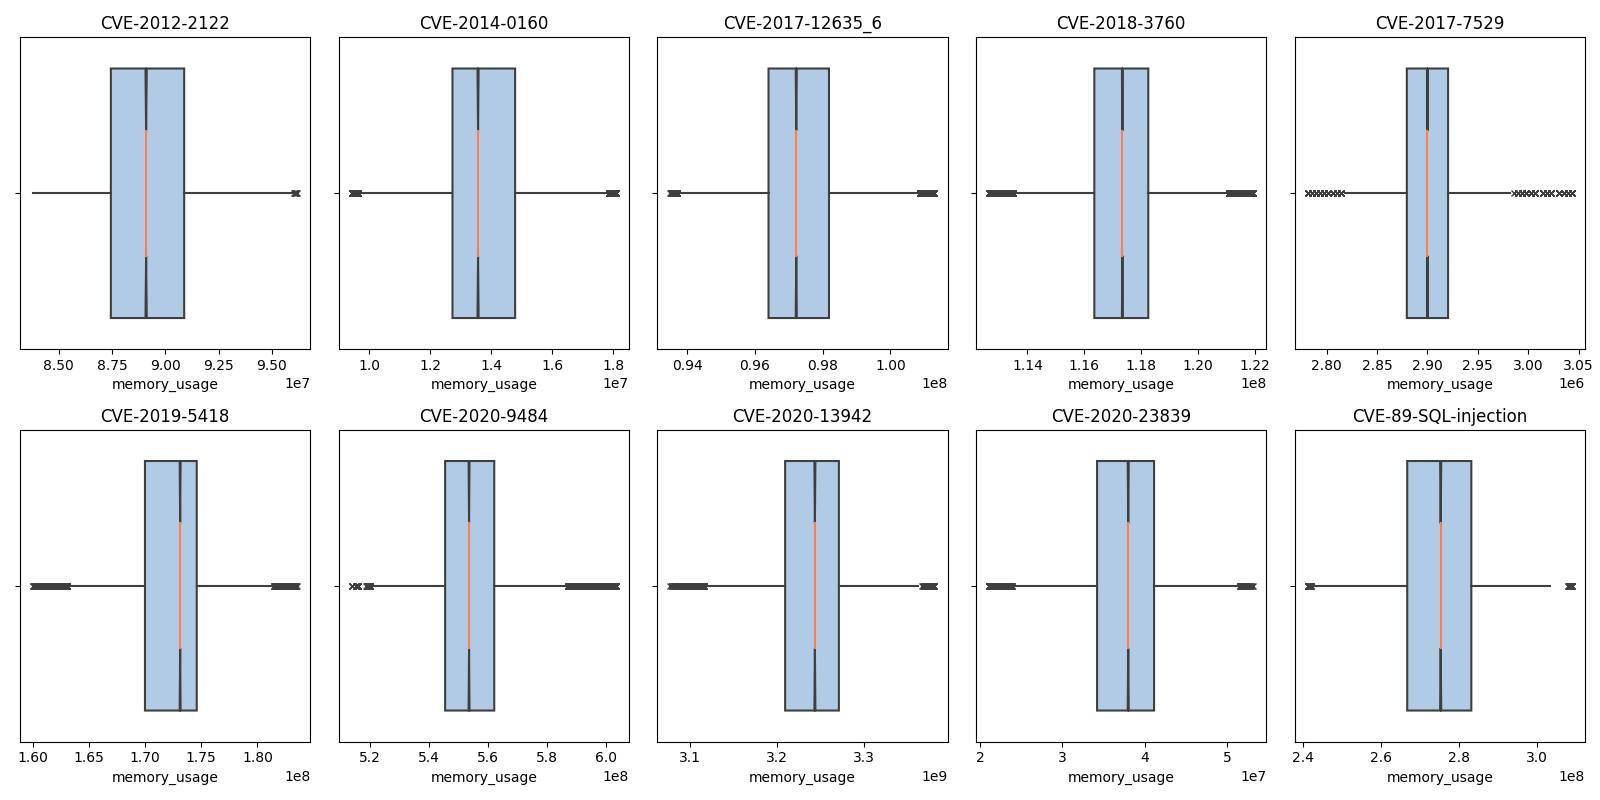 CVE-2012-2122
8.50 8.75 9.00 9.25 9.50
memory_usage 1e7
CVE-2014-0160
1.0 1.2 1.4 1.6 1.8
memory_usage 1e7
CVE-2017-12635_6
0.94 0.96 0.98 1.00
memory_usage 1e8
CVE-2018-3760
1.14 1.16 1.18 1.20 1.22
memory_usage 1e8
CVE-2017-7529
2.80 2.85 2.90 2.95 3.00 3.05
memory_usage 1e6
CVE-2019-5418
1.60 1.65 1.70 1.75 1.80
memory_usage 1e8
CVE-2020-9484
5.2 5.4 5.6 5.8 6.0
memory_usage 1e8
CVE-2020-13942
3.1 3.2 3.3
memory_usage 1e9
CVE-2020-23839
2 3 4 5
memory_usage 1e7
CVE-89-SQL-injection
2.4 2.6 2.8 3.0
memory_usage 1e8